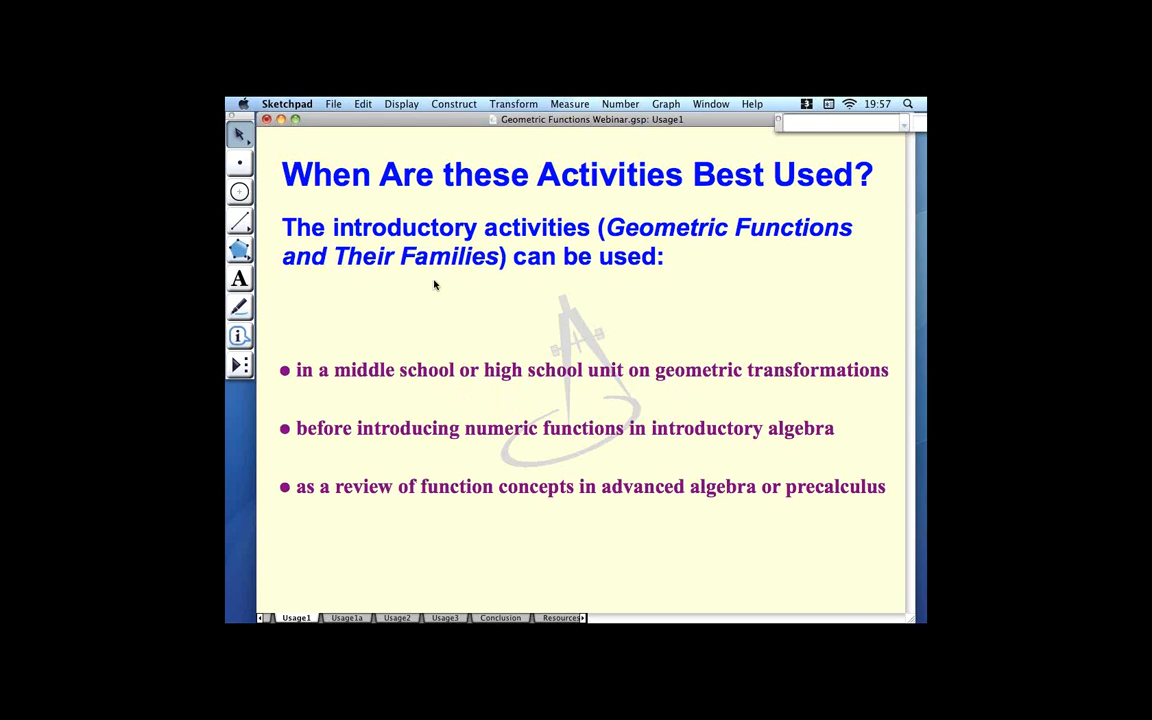 Sketchpad File Edit Display Construct Transform Measure Number Graph Window Help 19:57
Geometric Functions Webinar.gsp: Usage1
When Are these Activities Best Used?
The introductory activities (Geometric Functions
and Their Families) can be used:
A
• in a middle school or high school unit on geometric transformations
• before introducing numeric functions in introductory algebra
• as a review of function concepts in advanced algebra or precalculus
Usage1 Usage1a Usage2 Usage3 Conclusion Resources